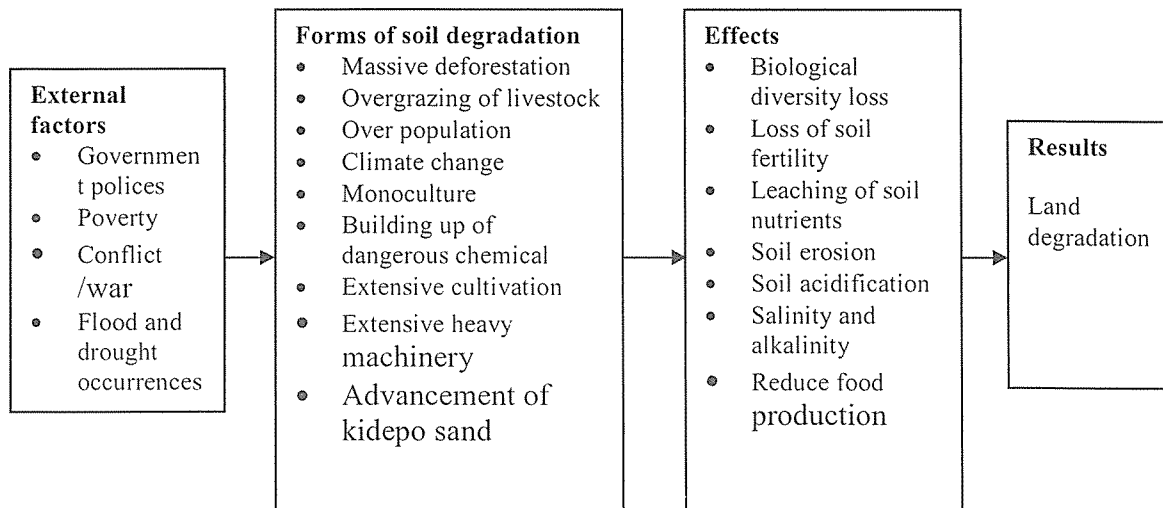 External
factors
• Governmen
t polices
• Poverty
• Conflict
/war
• Flood and
drought
occurrences
Forms of soil degradation
• Massive deforestation
• Overgrazing of livestock
• Over population
• Climate change
• Monoculture
• Building up of
dangerous chemical
• Extensive cultivation
• Extensive heavy
machinery
• Advancement of
kidepo sand
Effects
• Biological
diversity loss
• Loss of soil
fertility
• Leaching of soil
nutrients
• Soil erosion
• Soil acidification
• Salinity and
alkalinity
• Reduce food
production
Results
Land
degradation